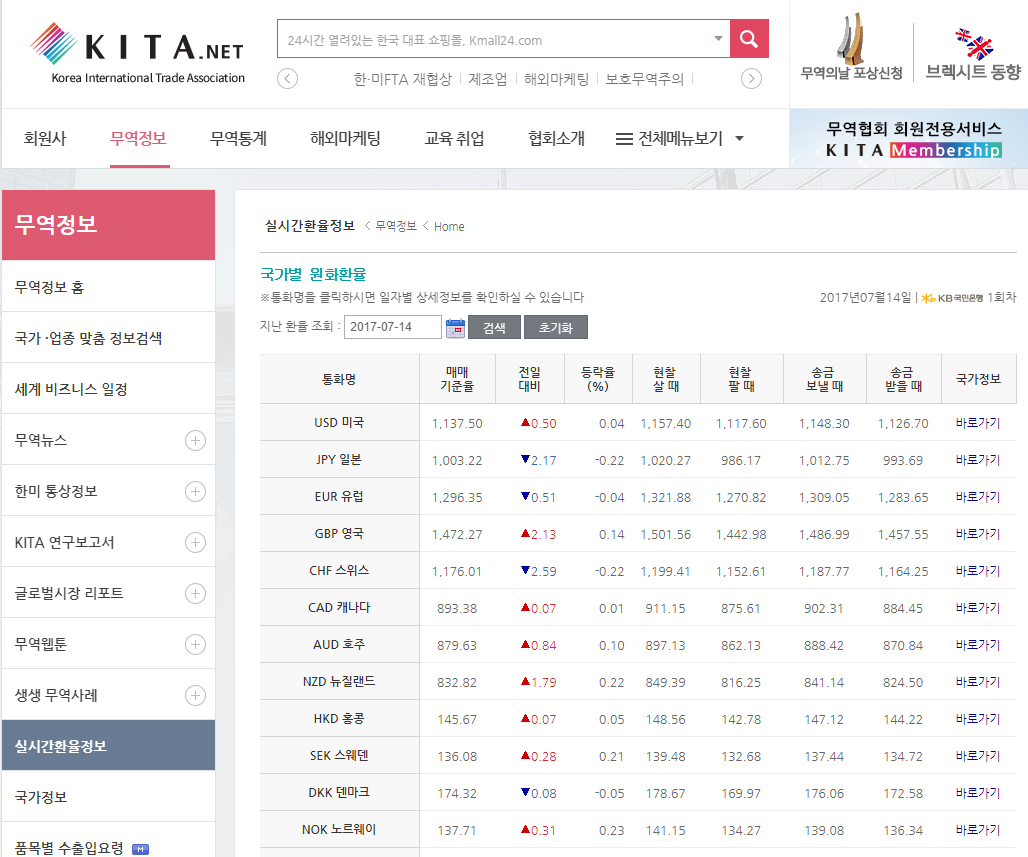 KITA.NET
Korea International Trade Association
24시간 열려있는 한국 대표 쇼핑몰, Kmall24.com
한·미FTA 재협상 | 제조업 | 해외마케팅 | 보호무역주의 |
무역의날 포상신청
브렉시트 동향
회원사 무역정보 무역통계 해외마케팅 교육 취업 협회소개 전체메뉴보기
무역협회 회원전용서비스
KITA Membership
무역정보
무역정보 홈
국가 ·업종 맞춤 정보검색
세계 비즈니스 일정
무역뉴스
한미 통상정보
KITA 연구보고서
글로벌시장 리포트
무역웹툰
생생 무역사례
실시간환율정보
국가정보
품목별 수출입요령 M
실시간환율정보 < 무역정보 < Home
국가별 원화환율
※통화명을 클릭하시면 일자별 상세정보를 확인하실 수 있습니다
2017년07월14일 | KB국민은행 1회차
지난 환율 조회 : 2017-07-14 검색 초기화
통화명 매매 기준율 전일 대비 등락율 (%) 현찰 살 때 현찰 팔 때 송금 보낼 때 송금 받을 때 국가정보
USD 미국 1,137.50 ▲0.50 0.04 1,157.40 1,117.60 1,148.30 1,126.70 바로가기
JPY 일본 1,003.22 ▼2.17 -0.22 1,020.27 986.17 1,012.75 993.69 바로가기
EUR 유럽 1,296.35 ▼0.51 -0.04 1,321.88 1,270.82 1,309.05 1,283.65 바로가기
GBP 영국 1,472.27 ▲2.13 0.14 1,501.56 1,442.98 1,486.99 1,457.55 바로가기
CHF 스위스 1,176.01 ▼2.59 -0.22 1,199.41 1,152.61 1,187.77 1,164.25 바로가기
CAD 캐나다 893.38 ▲0.07 0.01 911.15 875.61 902.31 884.45 바로가기
AUD 호주 879.63 ▲0.84 0.10 897.13 862.13 888.42 870.84 바로가기
NZD 뉴질랜드 832.82 ▲1.79 0.22 849.39 816.25 841.14 824.50 바로가기
HKD 홍콩 145.67 ▲0.07 0.05 148.56 142.78 147.12 144.22 바로가기
SEK 스웨덴 136.08 ▲0.28 0.21 139.48 132.68 137.44 134.72 바로가기
DKK 덴마크 174.32 ▼0.08 -0.05 178.67 169.97 176.06 172.58 바로가기
NOK 노르웨이 137.71 ▲0.31 0.23 141.15 134.27 139.08 136.34 바로가기